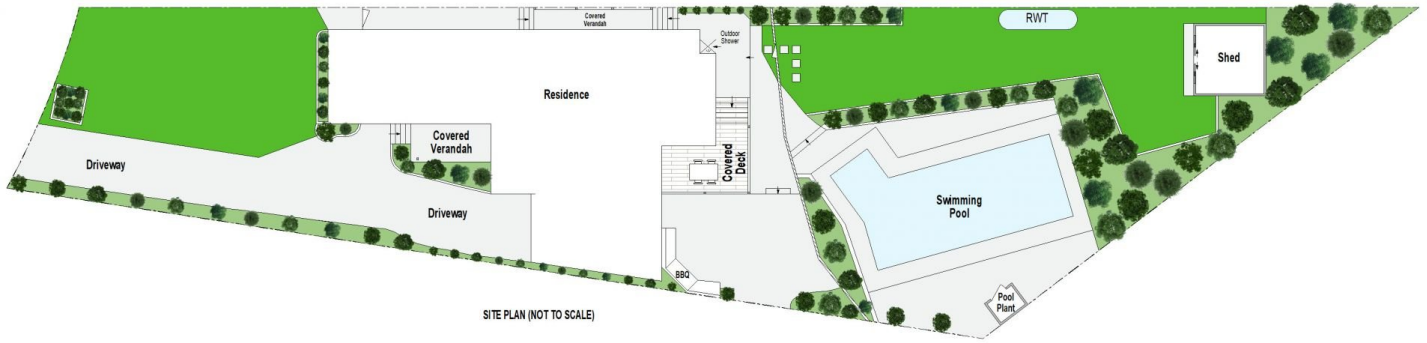 Covered
Verandah
RWT
Outdoor
Shower
Shed
Residence
Covered
Verandah
Driveway
Covered
Deck
Driveway
Swimming
Pool
BBQ
Pool
Plant
SITE PLAN (NOT TO SCALE)